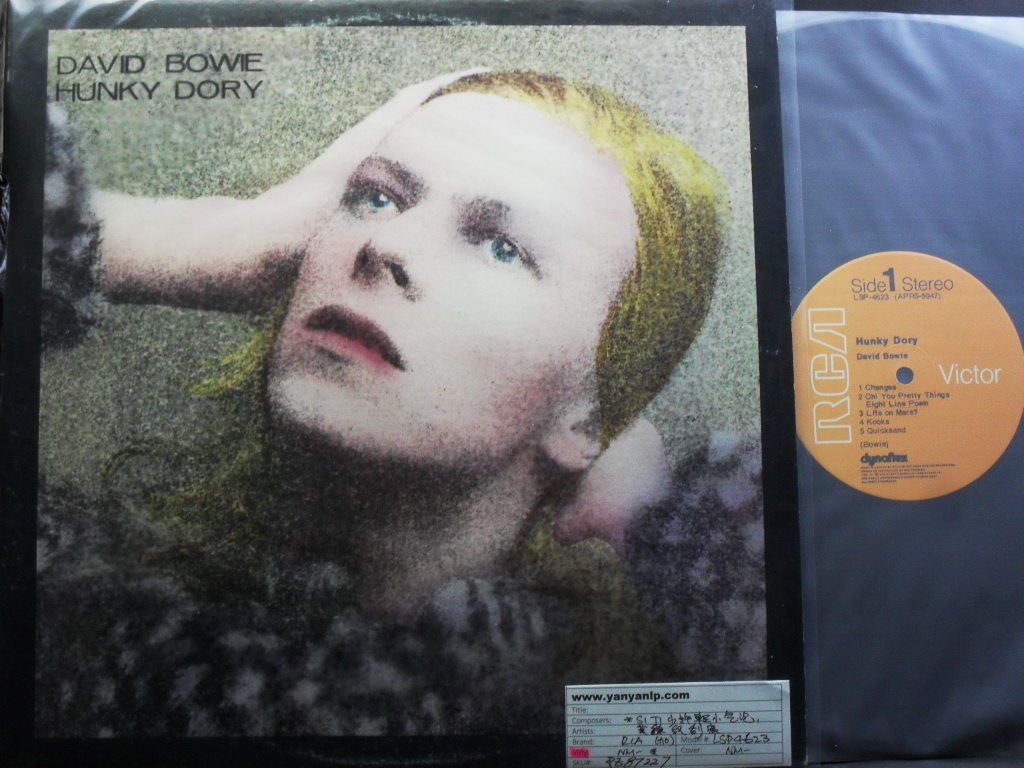 DAVID BOWIE
HUNKY DORY
Side 1 Stereo
LSP-4623 (APRS-5947)
RCA
Victor
Hunky Dory
David Bowie
1 Changes
2 Oh! You Pretty Things
Eight Line Poem
3 Life on Mars?
4 Kooks
5 Quicksand
(Bowie)
dynaflex
www.yanyanlp.com
Title:
Composers:
Artists:
Brand: Model #: LSP4623
NM- Cover: NM-
SKU#: